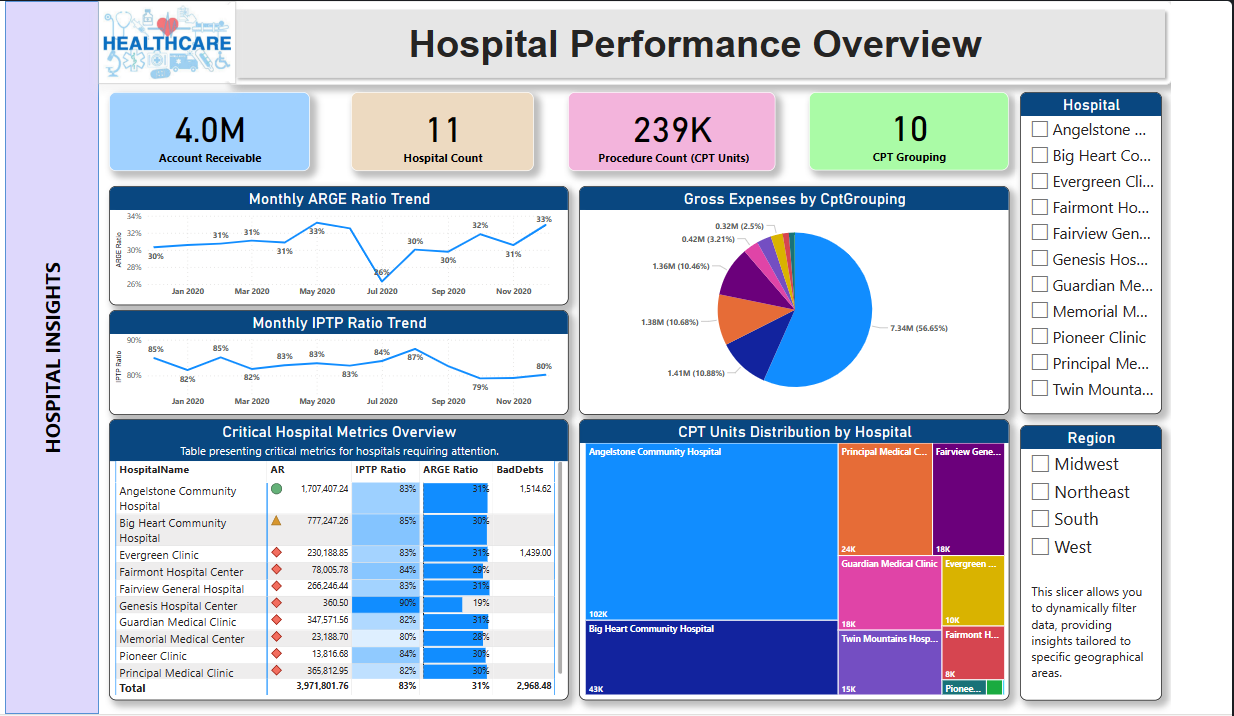 HEALTHCARE
Hospital Performance Overview
HOSPITAL INSIGHTS
4.0M
Account Receivable
11
Hospital Count
239K
Procedure Count (CPT Units)
10
CPT Grouping
Monthly ARGE Ratio Trend
ARGE Ratio
34%
32%
30%
28%
26%
30%
31%
31%
31%
33%
26%
30%
30%
32%
31%
33%
Jan 2020
Mar 2020
May 2020
Jul 2020
Sep 2020
Nov 2020
Monthly IPTP Ratio Trend
IPTP Ratio
90%
80%
85%
82%
85%
82%
83%
83%
83%
84%
87%
79%
80%
Jan 2020
Mar 2020
May 2020
Jul 2020
Sep 2020
Nov 2020
Gross Expenses by CptGrouping
0.32M (2.5%)
0.42M (3.21%)
1.36M (10.46%)
1.38M (10.68%)
1.41M (10.88%)
7.34M (56.65%)
Critical Hospital Metrics Overview
Table presenting critical metrics for hospitals requiring attention.
HospitalName AR IPTP Ratio ARGE Ratio BadDebts
Angelstone Community Hospital 1,707,407.24 83% 31% 1,514.62
Big Heart Community Hospital 777,247.26 85% 30%
Evergreen Clinic 230,188.85 83% 31% 1,439.00
Fairmont Hospital Center 78,005.78 84% 29%
Fairview General Hospital 266,246.44 83% 31%
Genesis Hospital Center 360.50 90% 19%
Guardian Medical Clinic 347,571.56 82% 31%
Memorial Medical Center 23,188.70 80% 28%
Pioneer Clinic 13,816.68 84% 30%
Principal Medical Clinic 365,812.95 82% 30%
Total 3,971,801.76 83% 31% 2,968.48
CPT Units Distribution by Hospital
Angelstone Community Hospital
102K
Big Heart Community Hospital
43K
Principal Medical C...
24K
Fairview Gene...
18K
Guardian Medical Clinic
18K
Twin Mountains Hosp...
15K
Evergreen ...
10K
Fairmont H...
8K
Pionee...
Hospital
Angelstone ...
Big Heart Co...
Evergreen Cli...
Fairmont Ho...
Fairview Gen...
Genesis Hos...
Guardian Me...
Memorial M...
Pioneer Clinic
Principal Me...
Twin Mounta...
Region
Midwest
Northeast
South
West
This slicer allows you
to dynamically filter
data, providing
insights tailored to
specific geographical
areas.